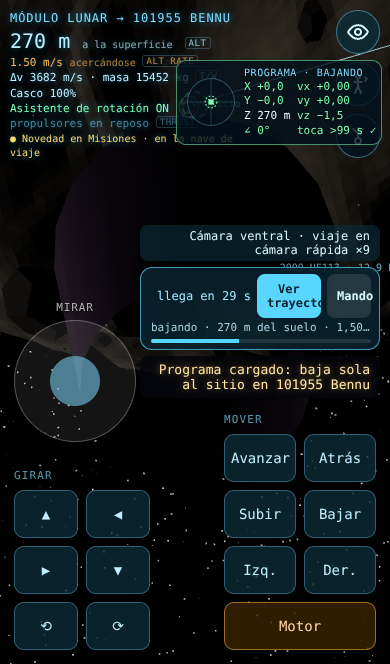 MÓDULO LUNAR → 101955 BENNU
270 m a la superficie ALT
1.50 m/s acercándose ALT RATE
Δv 3682 m/s · masa 15452 kg
Casco 100%
Asistente de rotación ON
propulsores en reposo
● Novedad en Misiones · en la nave de
viaje
PROGRAMA · BAJANDO
X +0,0 vx +0,00
Y −0,0 vy +0,00
Z 270 m vz −1,5
∠ 0° toca >99 s ✓
Cámara ventral · viaje en
cámara rápida ×9
llega en 29 s
Ver
trayecto
Mando
bajando · 270 m del suelo · 1,50…
Programa cargado: baja sola
al sitio en 101955 Bennu
MIRAR
MOVER
Avanzar Atrás
GIRAR
▲ ◀ Subir Bajar
▶ ▼ Izq. Der.
⟲ ⟳ Motor